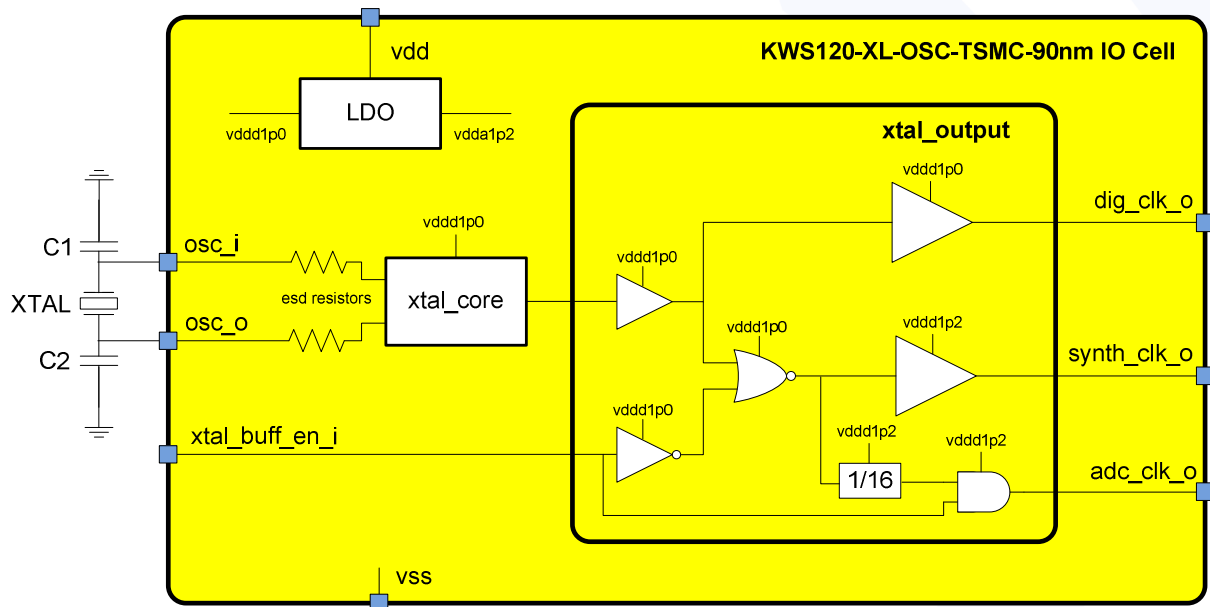 KWS120-XL-OSC-TSMC-90nm IO Cell
vdd
LDO
vddd1p0
vdda1p2
xtal_output
vddd1p0
dig_clk_o
C1
osc_i
vddd1p0
vddd1p0
XTAL
esd resistors
xtal_core
osc_o
vddd1p0
vddd1p2
synth_clk_o
C2
xtal_buff_en_i
vddd1p0
vddd1p2
vddd1p2
1/16
adc_clk_o
vss